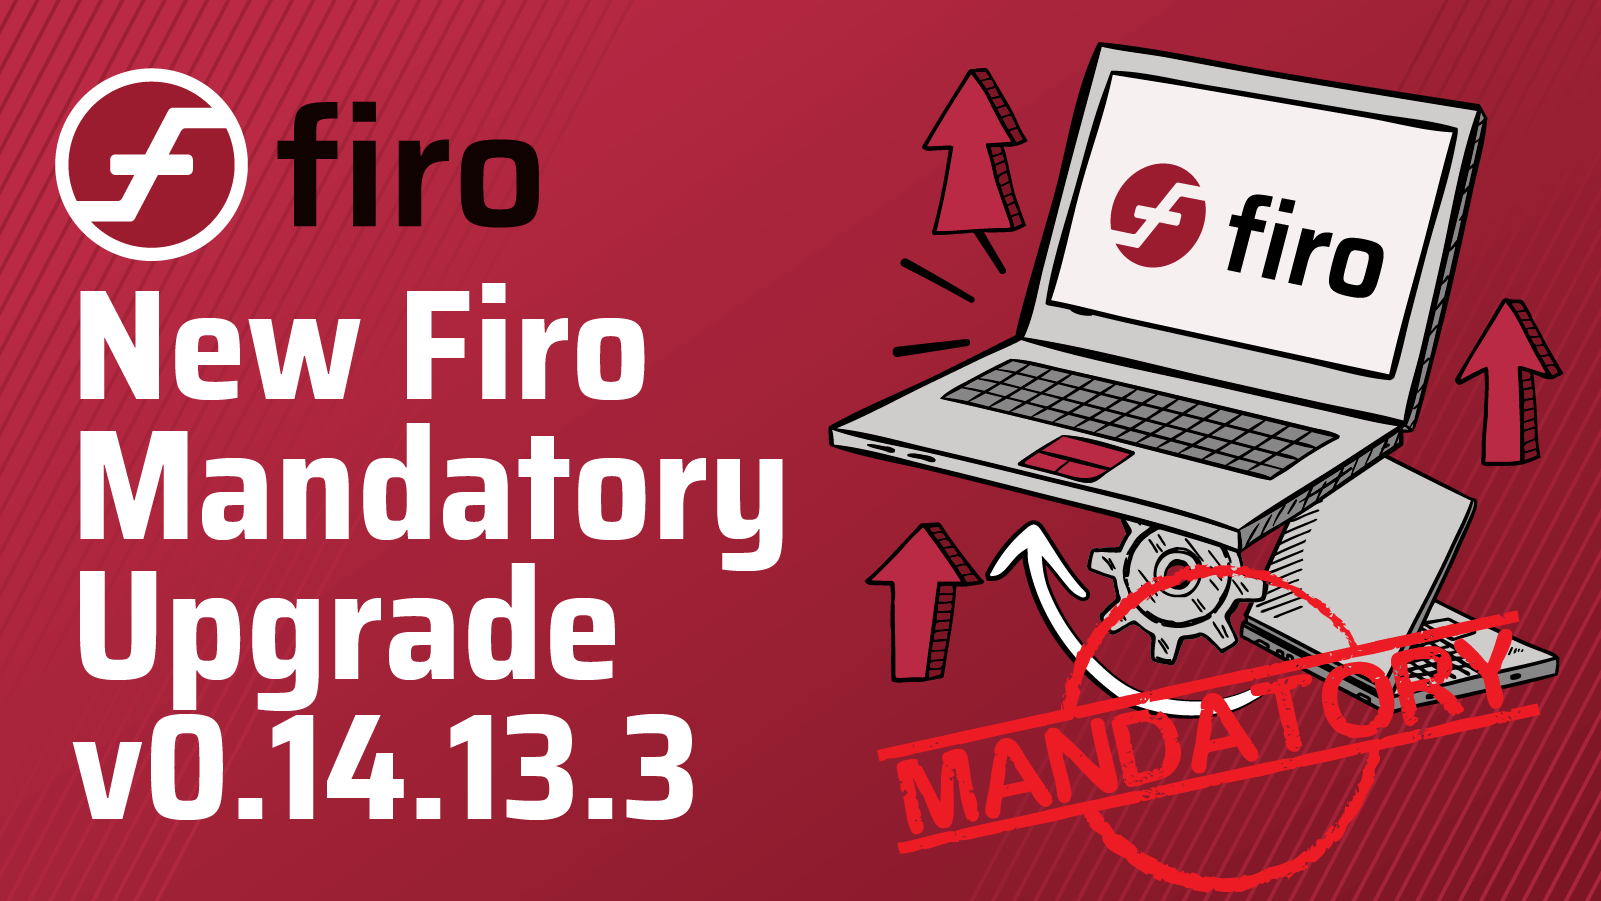 firo
New Firo
Mandatory
Upgrade
v0.14.13.3
firo
MANDATORY